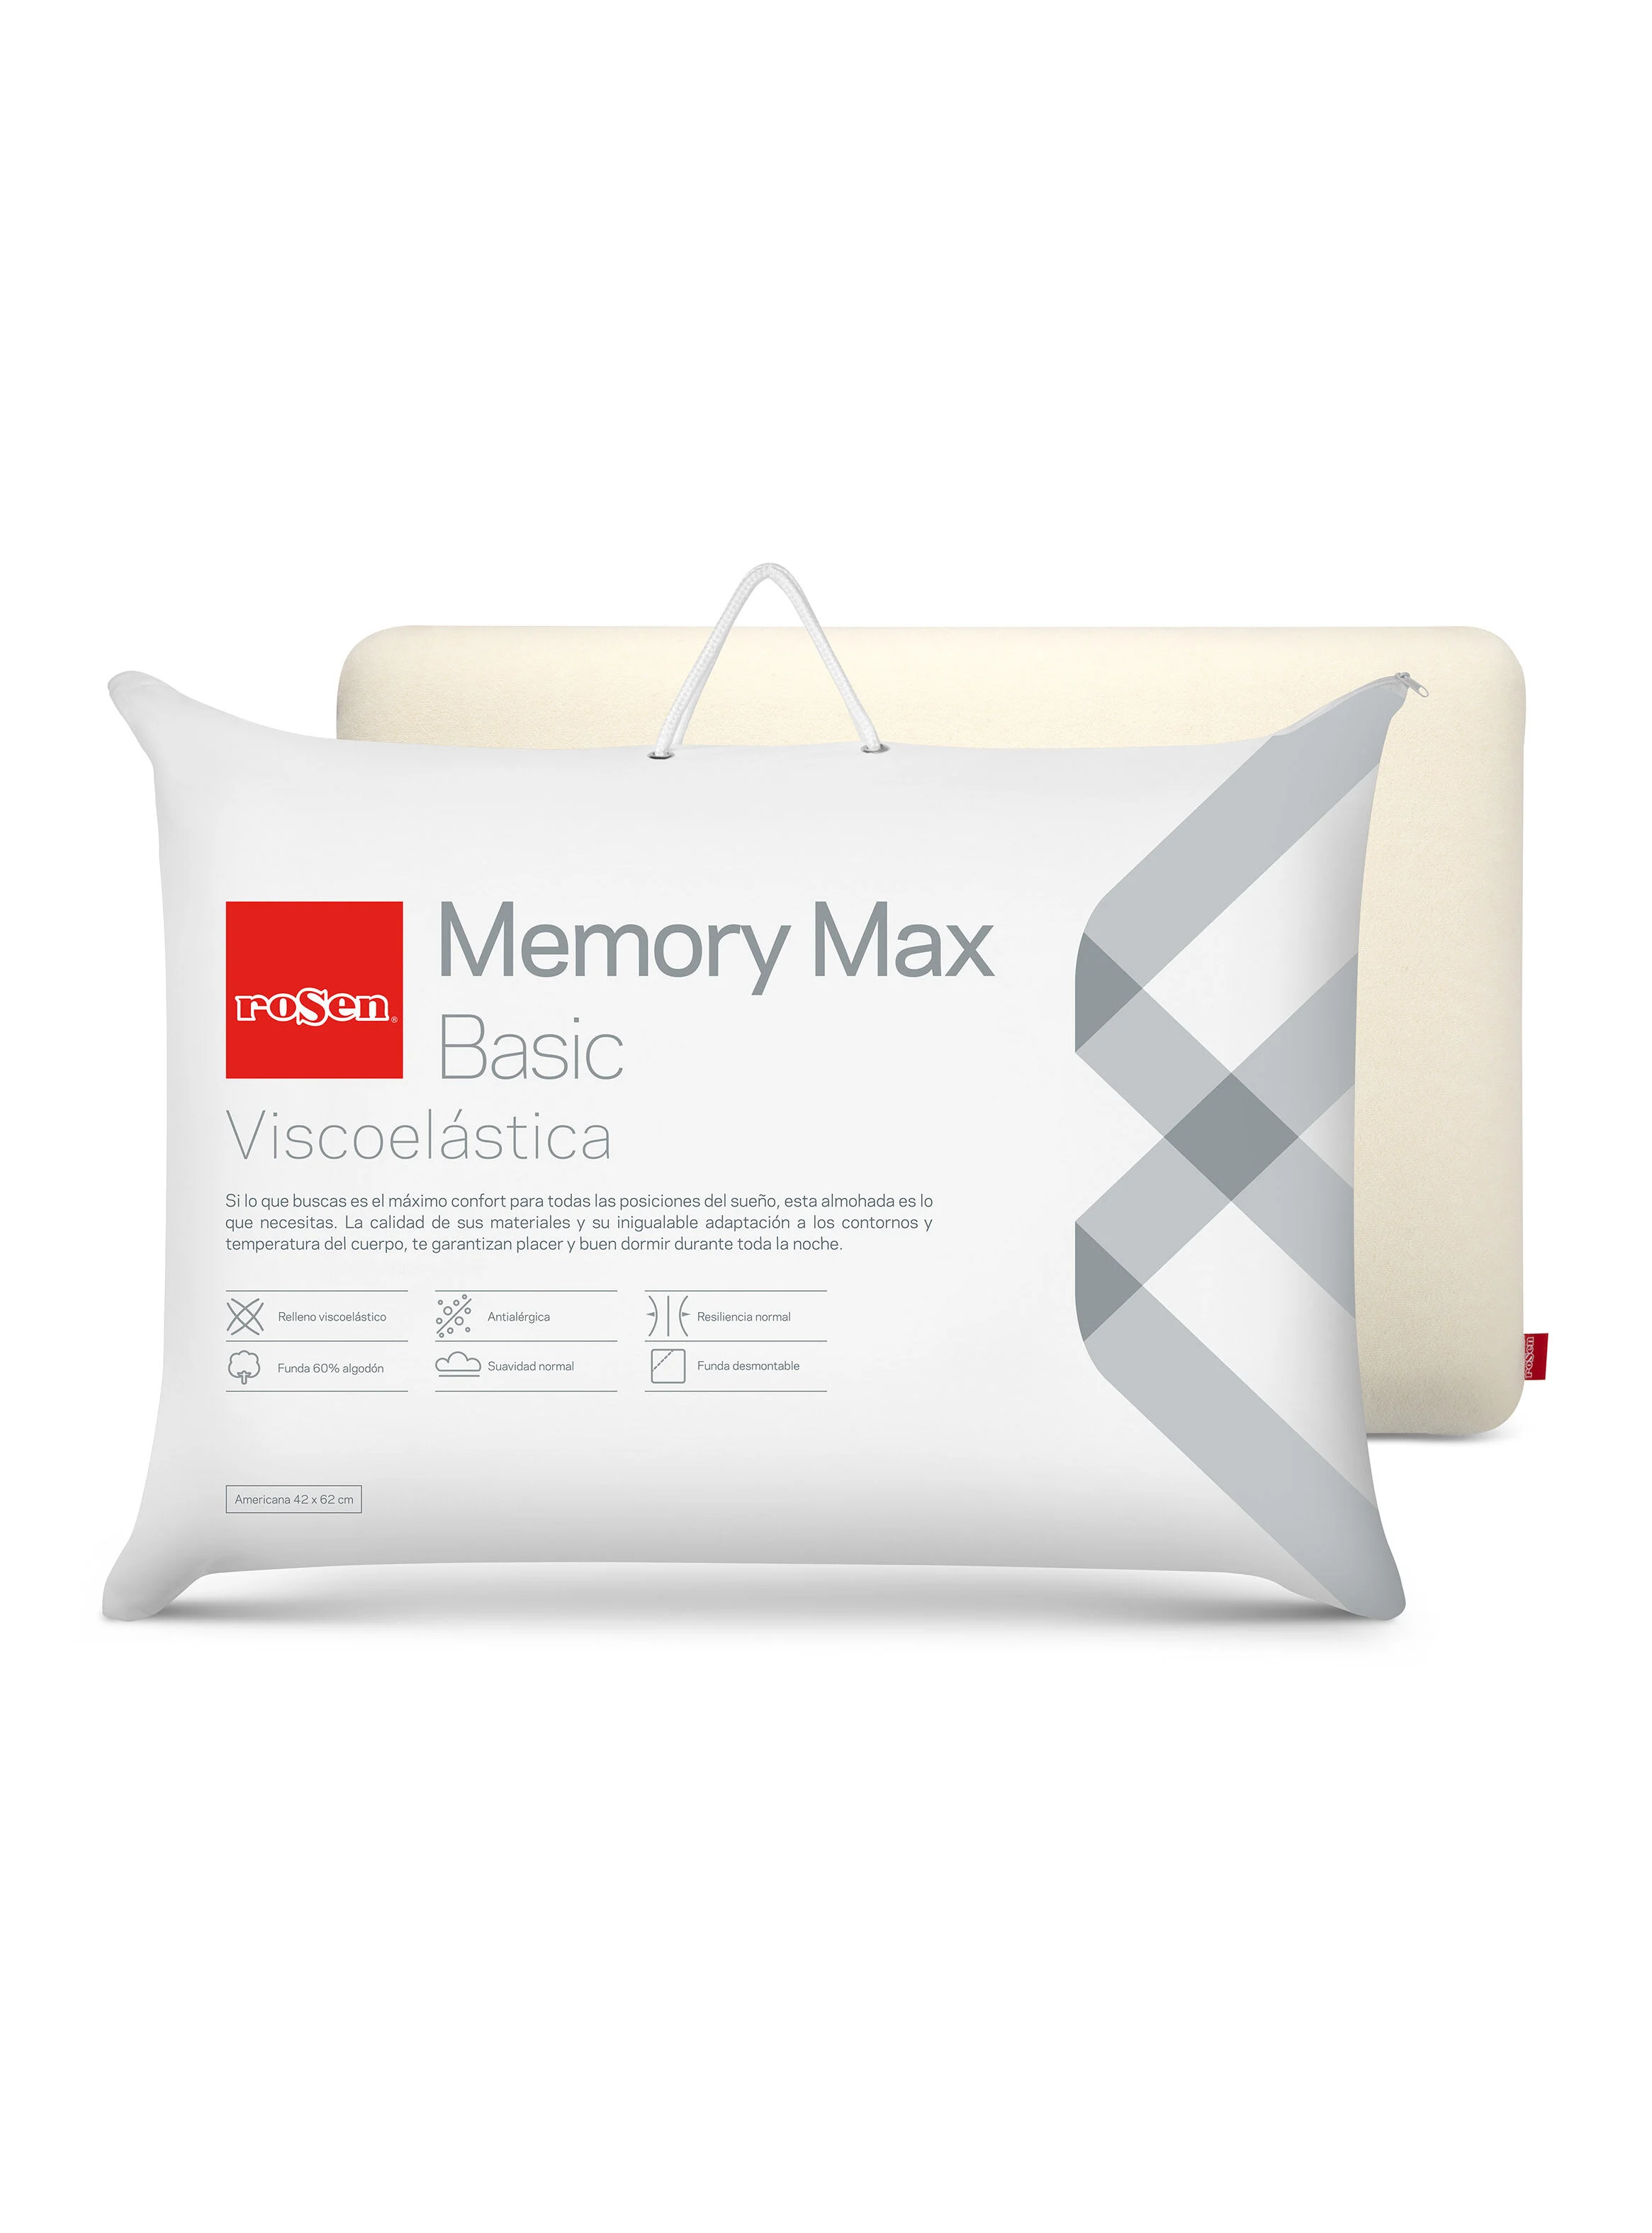 Memory Max
rosen®
Basic
Viscoelástica
Si lo que buscas es el máximo confort para todas las posiciones del sueño, esta almohada es lo
que necesitas. La calidad de sus materiales y su inigualable adaptación a los contornos y
temperatura del cuerpo, te garantizan placer y buen dormir durante toda la noche.
Relleno viscoelástico
Antialérgica
Resiliencia normal
Funda 60% algodón
Suavidad normal
Funda desmontable
rosen
Americana 42 x 62 cm